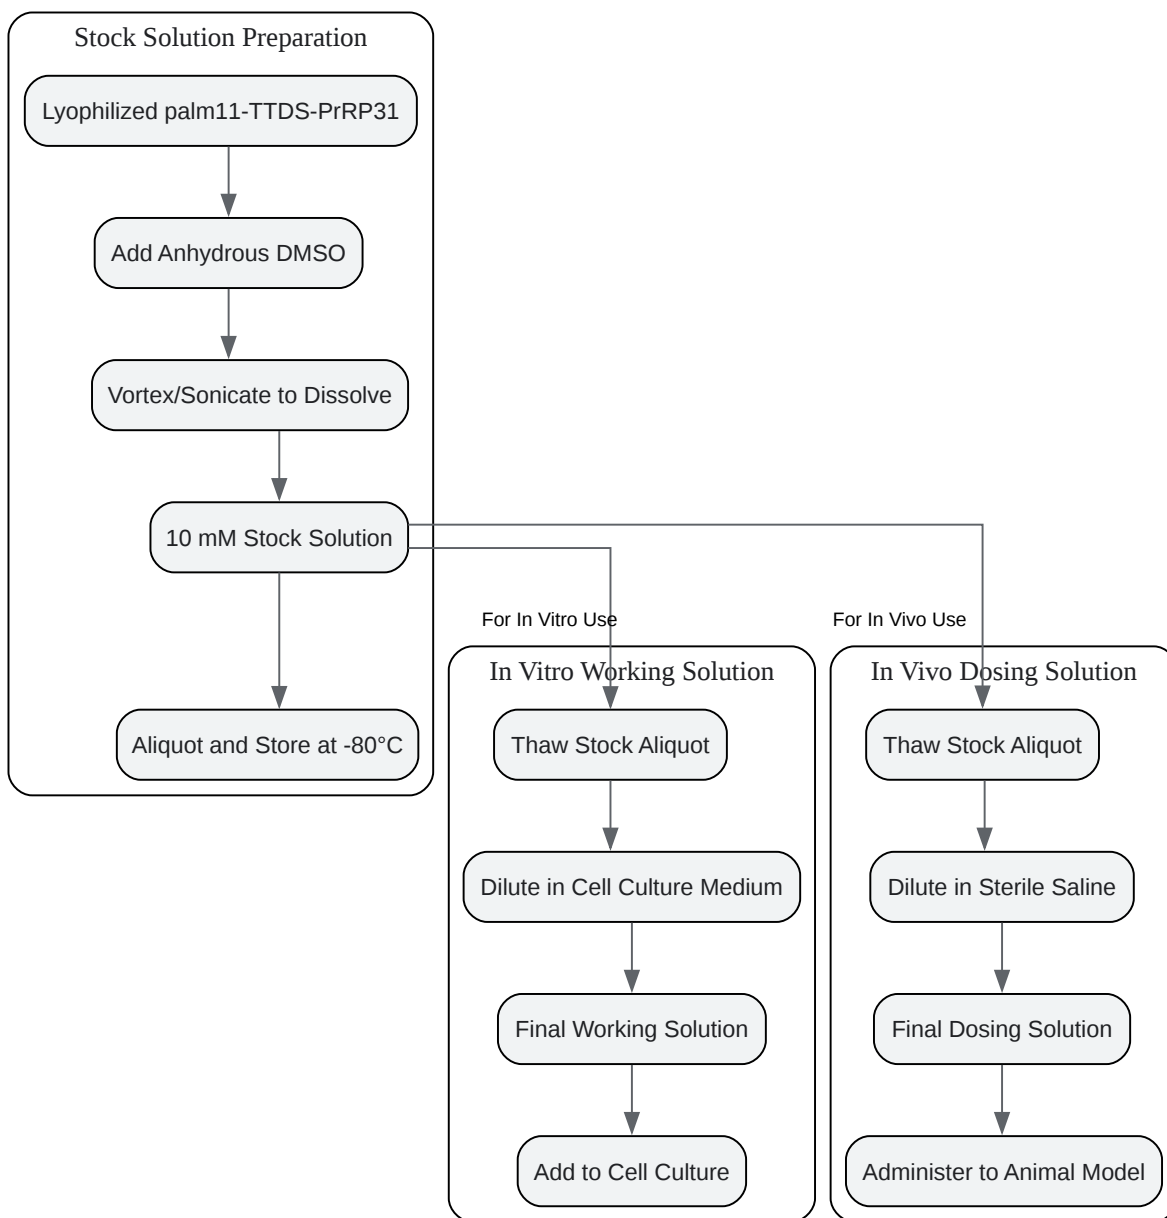 Stock Solution Preparation
Lyophilized palm11-TTDS-PrRP31
Add Anhydrous DMSO
Vortex/Sonicate to Dissolve
10 mM Stock Solution
Aliquot and Store at -80°C
For In Vitro Use
In Vitro Working Solution
Thaw Stock Aliquot
Dilute in Cell Culture Medium
Final Working Solution
Add to Cell Culture
For In Vivo Use
In Vivo Dosing Solution
Thaw Stock Aliquot
Dilute in Sterile Saline
Final Dosing Solution
Administer to Animal Model